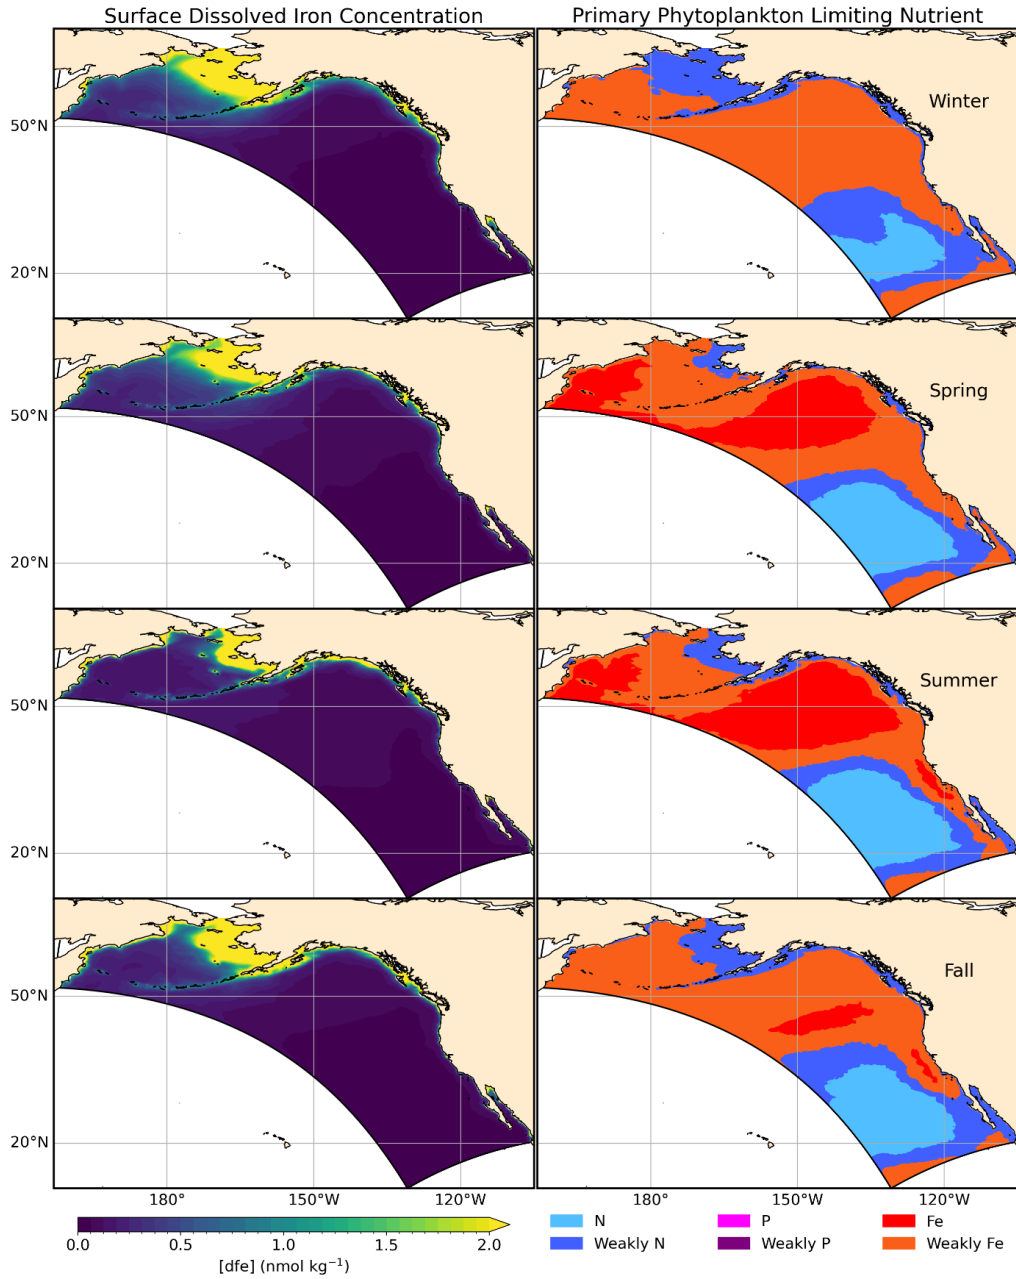 Surface Dissolved Iron Concentration
Primary Phytoplankton Limiting Nutrient
Winter
50°N
20°N
Spring
50°N
20°N
Summer
50°N
20°N
Fall
50°N
20°N
180° 150°W 120°W
180° 150°W 120°W
0.0 0.5 1.0 1.5 2.0
[dfe] (nmol kg⁻¹)
N P Fe
Weakly N Weakly P Weakly Fe